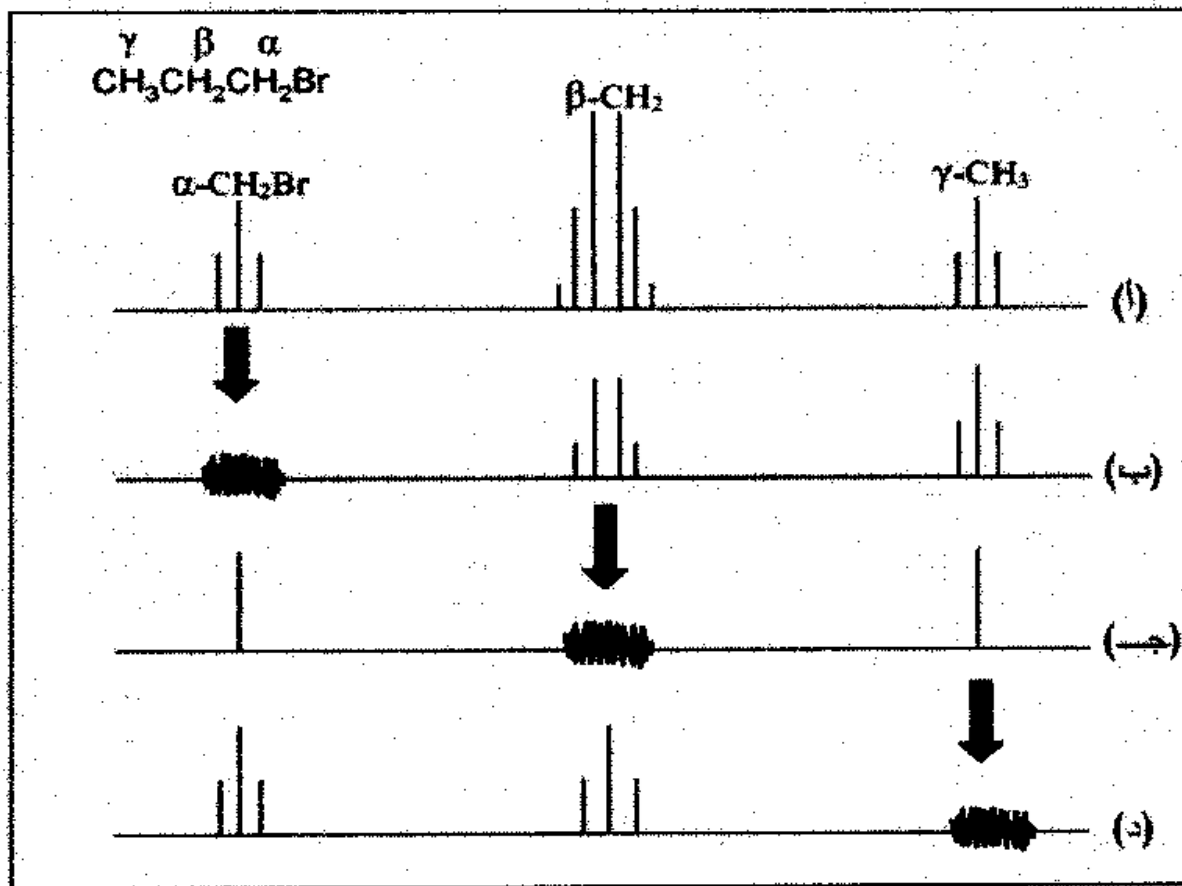 γ β α
CH₃CH₂CH₂Br
α-CH₂Br
β-CH₂
γ-CH₃
(أ)
(ب)
(جـ)
(د)